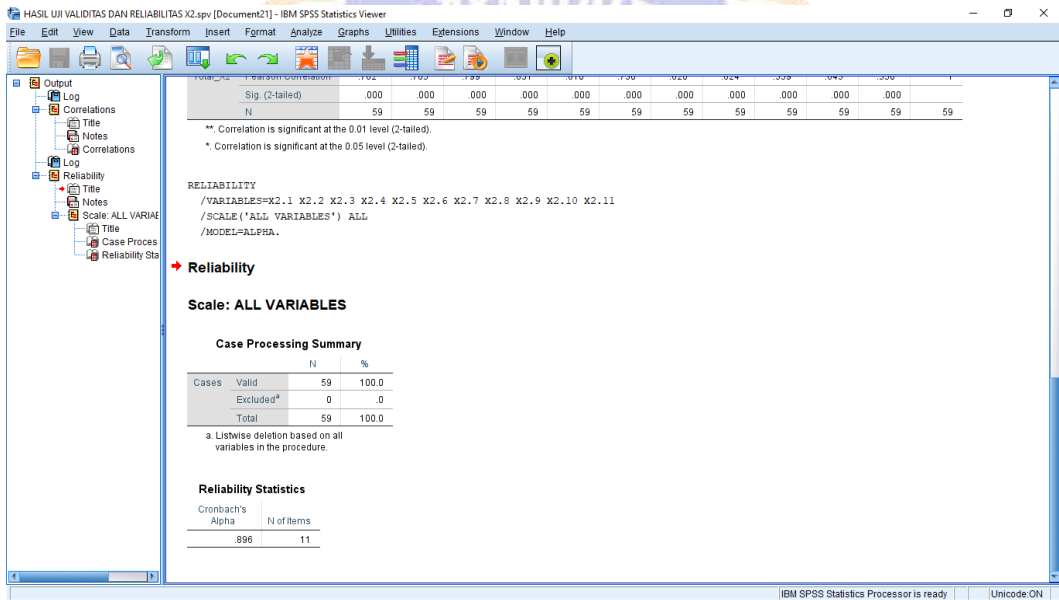 HASIL UJI VALIDITAS DAN RELIABILITAS X2.spv [Document21] - IBM SPSS Statistics Viewer
File Edit View Data Transform Insert Format Analyze Graphs Utilities Extensions Window Help
Output
Log
Correlations
Title
Notes
Correlations
Log
Reliability
Title
Notes
Scale: ALL VARIAB
Title
Case Proces
Reliability Sta
Total_X2 Pearson Correlation 1
Sig. (2-tailed) .000 .000 .000 .000 .000 .000 .000 .000 .000 .000 .000
N 59 59 59 59 59 59 59 59 59 59 59 59
**. Correlation is significant at the 0.01 level (2-tailed).
*. Correlation is significant at the 0.05 level (2-tailed).
RELIABILITY
/VARIABLES=X2.1 X2.2 X2.3 X2.4 X2.5 X2.6 X2.7 X2.8 X2.9 X2.10 X2.11
/SCALE('ALL VARIABLES') ALL
/MODEL=ALPHA.
Reliability
Scale: ALL VARIABLES
Case Processing Summary
N %
Cases Valid 59 100.0
Excludedª 0 .0
Total 59 100.0
a. Listwise deletion based on all
variables in the procedure.
Reliability Statistics
Cronbach's
Alpha N of Items
.896 11
IBM SPSS Statistics Processor is ready Unicode:ON